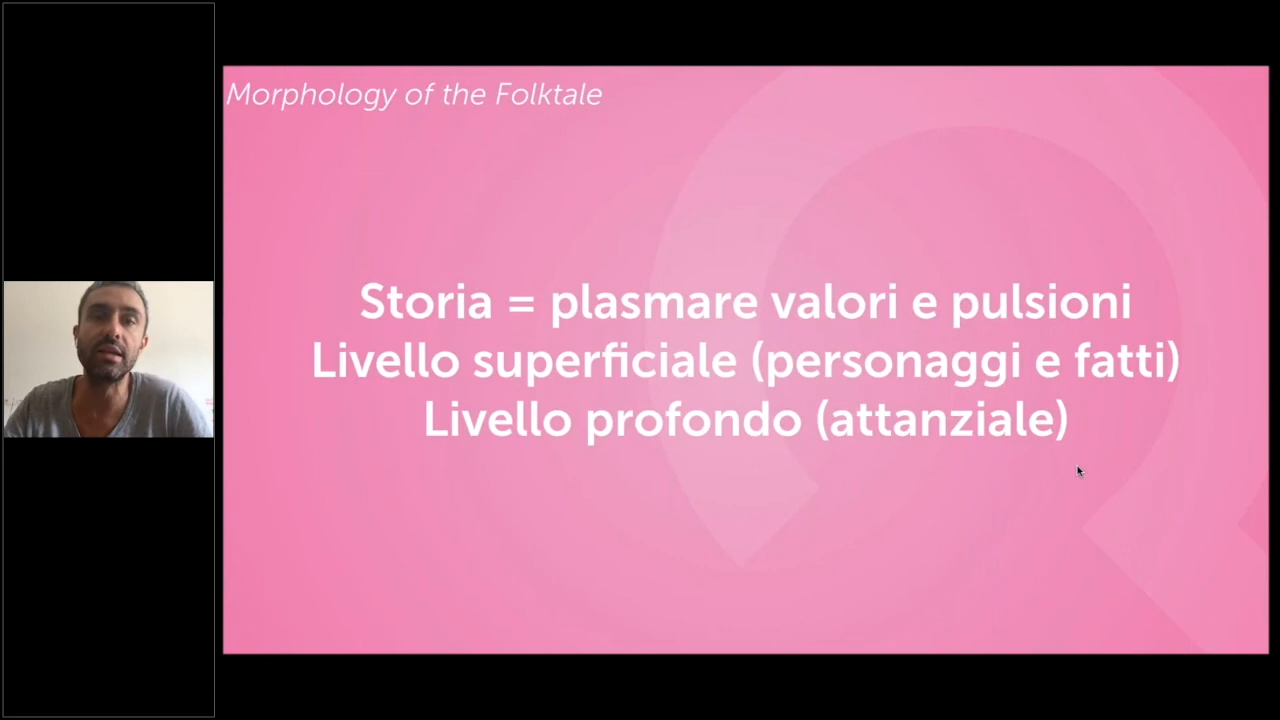 Morphology of the Folktale
Storia = plasmare valori e pulsioni
Livello superficiale (personaggi e fatti)
Livello profondo (attanziale)